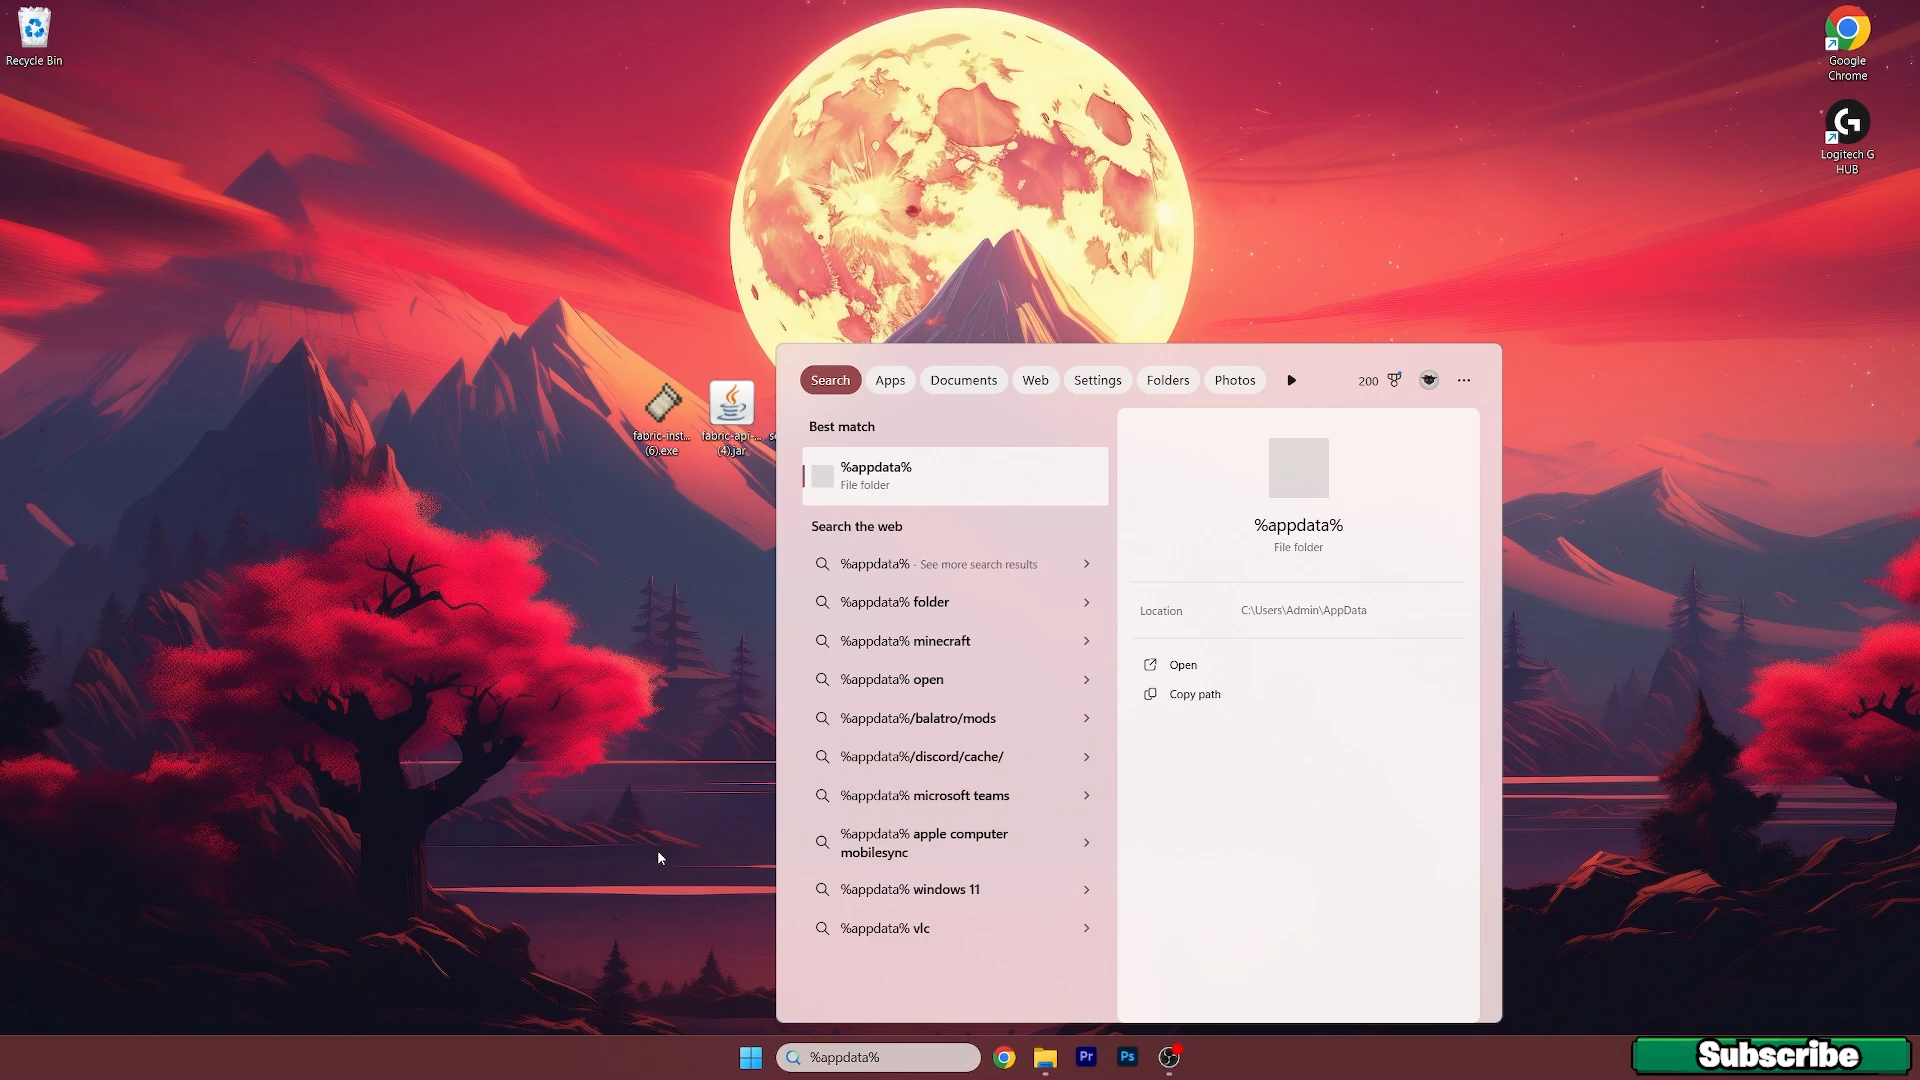 Recycle Bin
Google
Chrome
Logitech G
HUB
fabric-inst...
(6).exe
fabric-api-...
(4).jar
Search
Apps
Documents
Web
Settings
Folders
Photos
200
Best match
%appdata%
File folder
Search the web
%appdata% - See more search results
%appdata% folder
%appdata% minecraft
%appdata% open
%appdata%/balatro/mods
%appdata%/discord/cache/
%appdata% microsoft teams
%appdata% apple computer
mobilesync
%appdata% windows 11
%appdata% vlc
%appdata%
File folder
Location
C:\Users\Admin\AppData
Open
Copy path
%appdata%
Pr
Ps
Subscribe